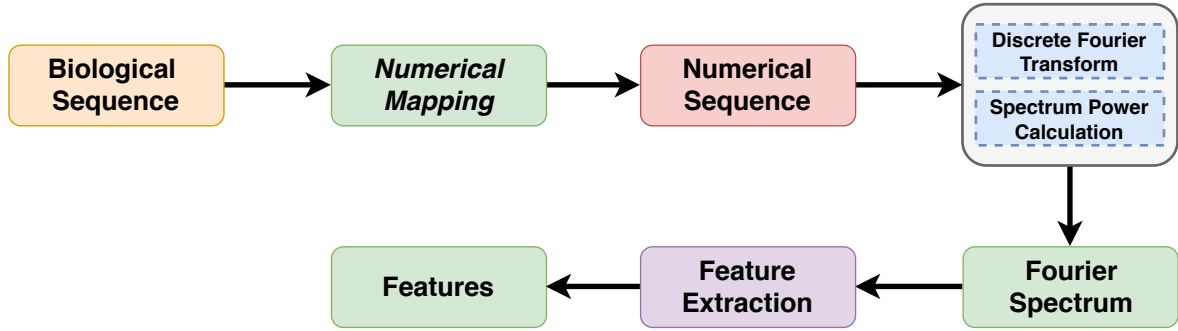 Biological
Sequence
Numerical
Mapping
Numerical
Sequence
Discrete Fourier
Transform
Spectrum Power
Calculation
Features
Feature
Extraction
Fourier
Spectrum